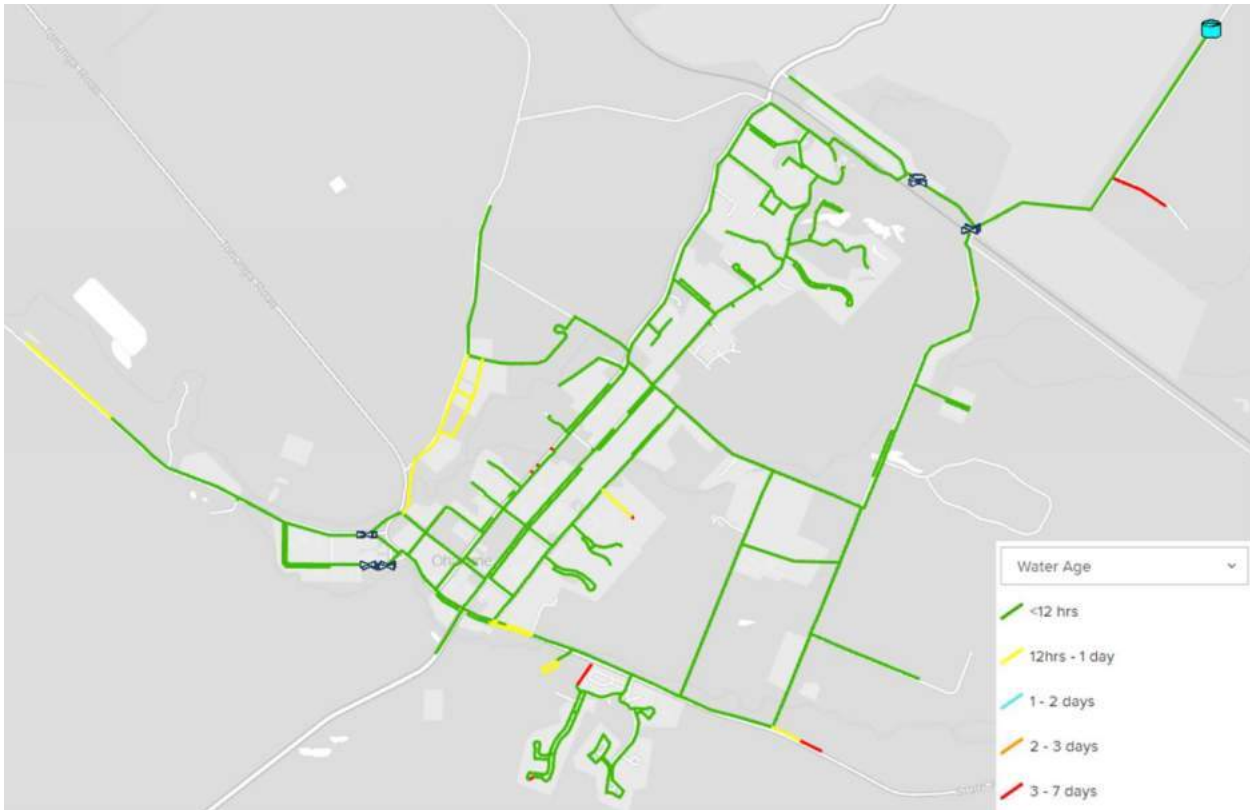 Water Age
<12 hrs
12hrs - 1 day
1 - 2 days
2 - 3 days
3 - 7 days